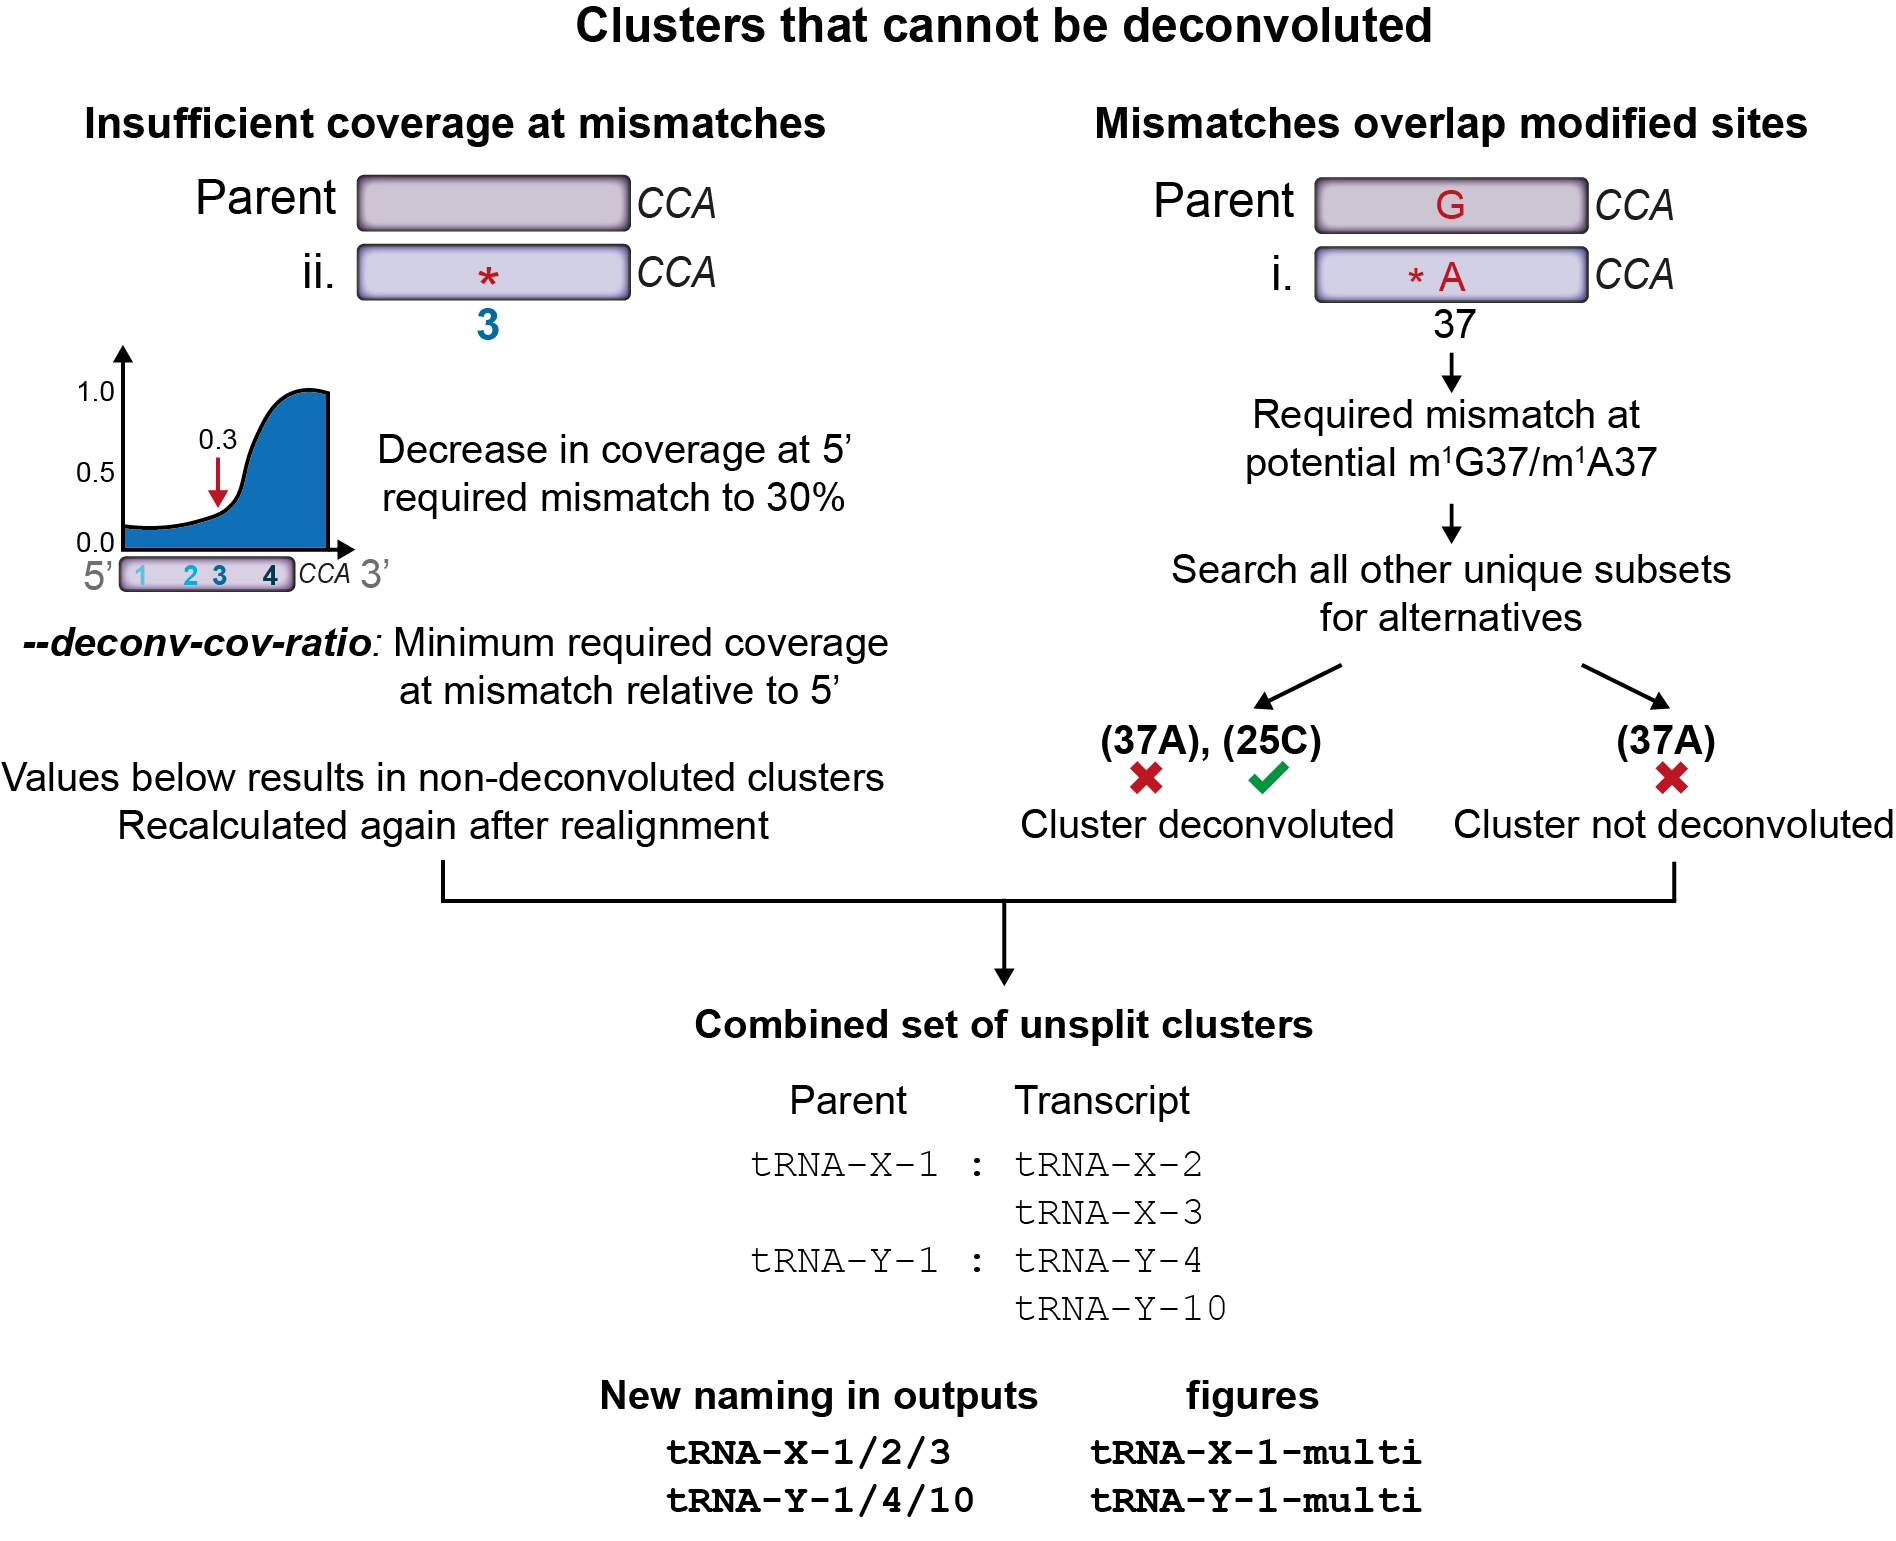 Clusters that cannot be deconvoluted
Insufficient coverage at mismatches
Parent
CCA
ii.
*
CCA
3
1.0
0.5
0.0
0.3
Decrease in coverage at 5’
required mismatch to 30%
5’
1 2 3 4
CCA
3’
--deconv-cov-ratio: Minimum required coverage
at mismatch relative to 5’
Values below results in non-deconvoluted clusters
Recalculated again after realignment
Mismatches overlap modified sites
Parent
G
CCA
i.
* A
CCA
37
Required mismatch at
potential m¹G37/m¹A37
Search all other unique subsets
for alternatives
(37A), (25C)
Cluster deconvoluted
(37A)
Cluster not deconvoluted
Combined set of unsplit clusters
Parent Transcript
tRNA-X-1 : tRNA-X-2
tRNA-X-3
tRNA-Y-1 : tRNA-Y-4
tRNA-Y-10
New naming in outputs figures
tRNA-X-1/2/3 tRNA-X-1-multi
tRNA-Y-1/4/10 tRNA-Y-1-multi